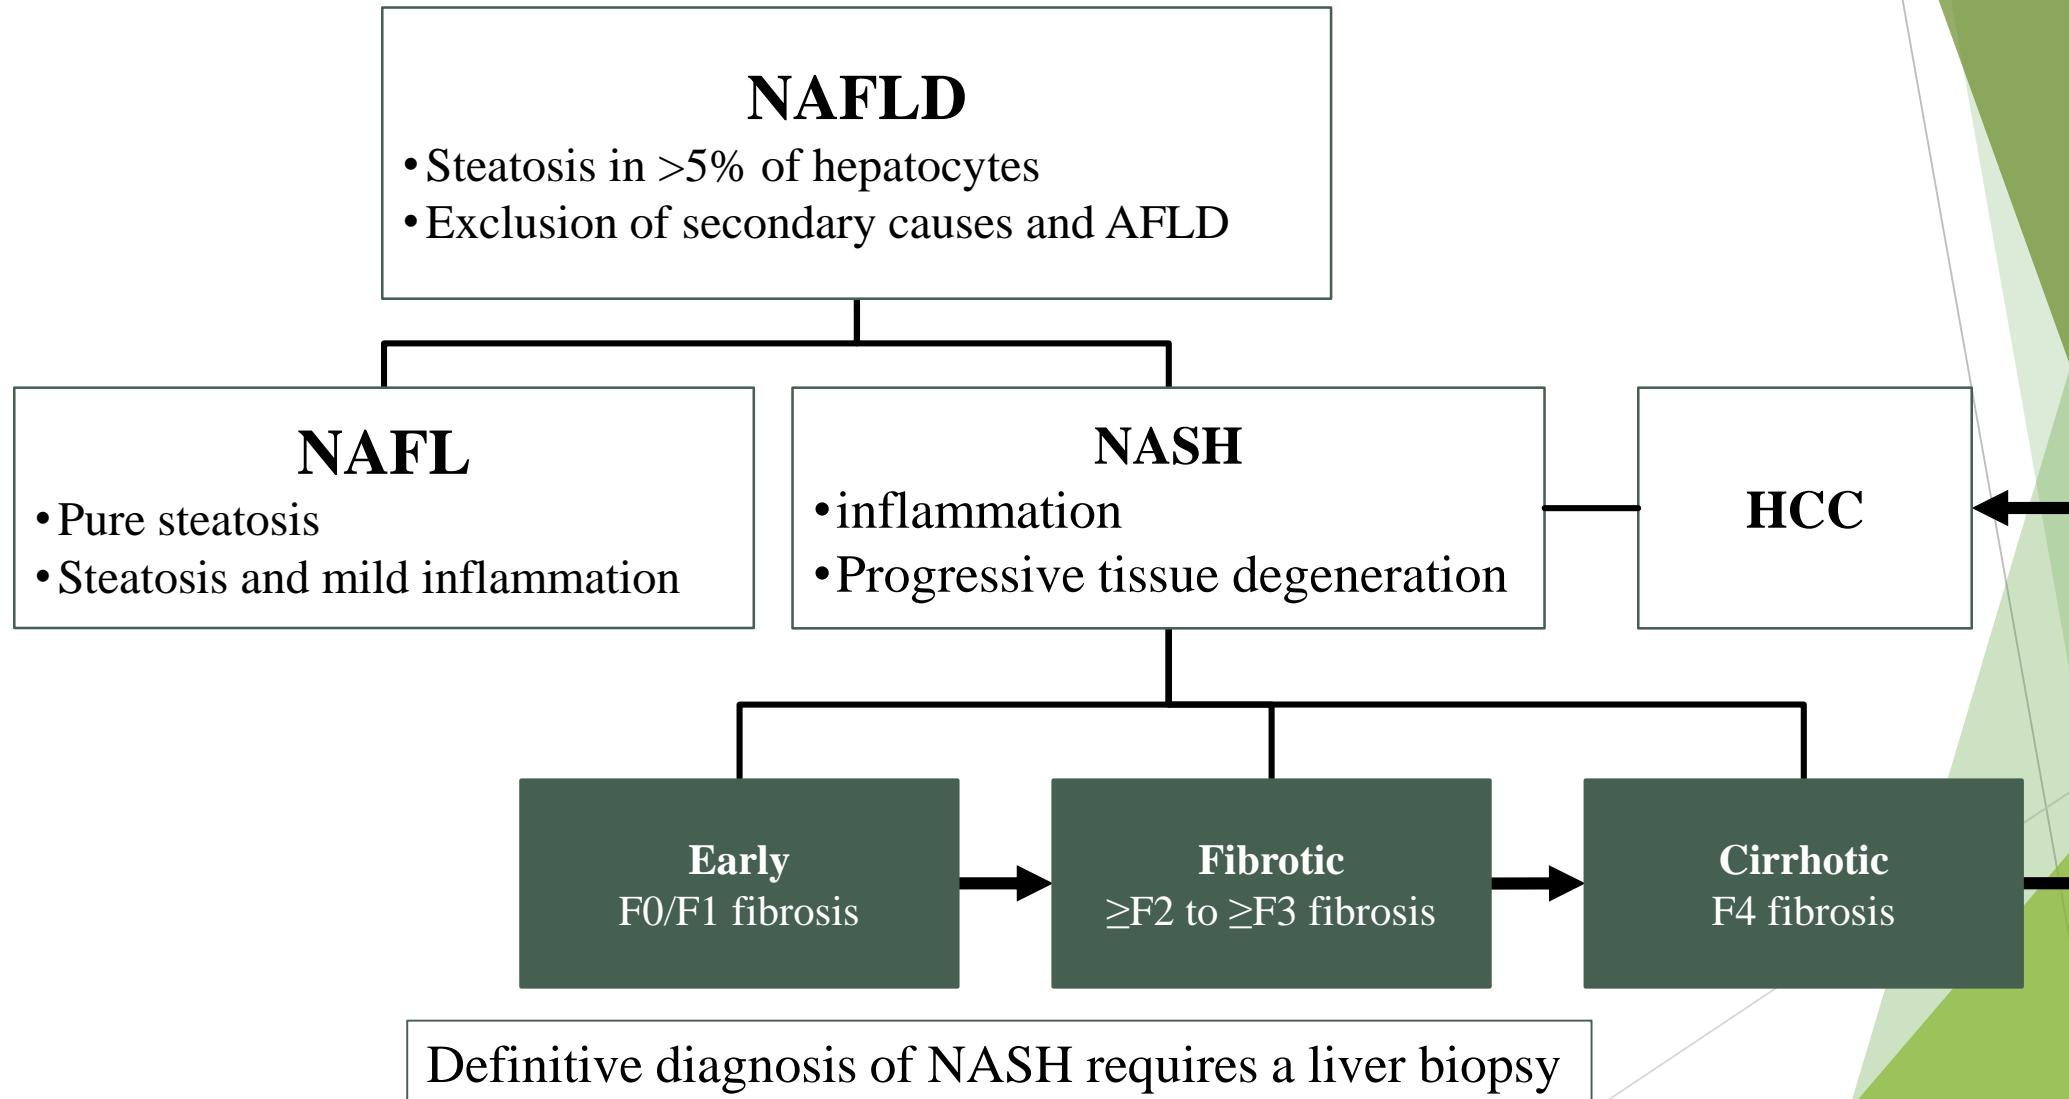 NAFLD
•Steatosis in >5% of hepatocytes
•Exclusion of secondary causes and AFLD
NAFL
•Pure steatosis
•Steatosis and mild inflammation
NASH
•inflammation
•Progressive tissue degeneration
HCC
Early
F0/F1 fibrosis
Fibrotic
≥F2 to ≥F3 fibrosis
Cirrhotic
F4 fibrosis
Definitive diagnosis of NASH requires a liver biopsy